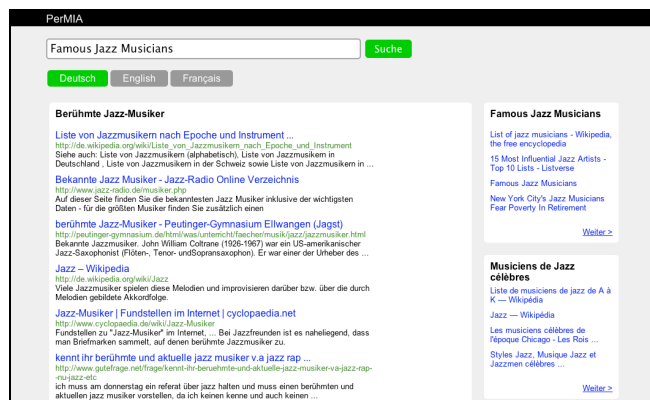 PerMIA
Famous Jazz Musicians
Suche
Deutsch English Français
Berühmte Jazz-Musiker
Liste von Jazzmusikern nach Epoche und Instrument ...
http://de.wikipedia.org/wiki/Liste_von_Jazzmusikern_nach_Epoche_und_Instrument
Siehe auch: Liste von Jazzmusikern (alphabetisch), Liste von Jazzmusikern in
Deutschland , Liste von Jazzmusikern in der Schweiz sowie Liste von Jazzmusikern in ...
Bekannte Jazz Musiker - Jazz-Radio Online Verzeichnis
http://www.jazz-radio.de/musiker.php
Auf dieser Seite finden Sie die bekanntesten Jazz Musiker inklusive der wichtigsten
Daten - für die größten Musiker finden Sie zusätzlich einen
berühmte Jazz-Musiker - Peutinger-Gymnasium Ellwangen (Jagst)
http://peutinger-gymnasium.de/html/was/unterricht/faecher/musik/jazz/jazzmusiker.html
Bekannte Jazzmusiker. John William Coltrane (1926-1967) war ein US-amerikanischer
Jazz-Saxophonist (Flöten-, Tenor- undSopransaxophon). Er war einer der Urheber des ...
Jazz – Wikipedia
http://de.wikipedia.org/wiki/Jazz
Viele Jazzmusiker spielen diese Melodien und improvisieren darüber bzw. über die durch
Melodien gebildete Akkordfolge.
Jazz-Musiker | Fundstellen im Internet | cyclopaedia.net
http://www.cyclopaedia.de/wiki/Jazz-Musiker
Fundstellen zu "Jazz-Musiker" im Internet, ... Bei Jazzfreunden ist es naheliegend, dass
man Briefmarken sammelt, auf denen berühmte Jazzmusiker zu.
kennt ihr berühmte und aktuelle jazz musiker v.a jazz rap ...
http://www.gutefrage.net/frage/kennt-ihr-beruehmte-und-aktuelle-jazz-musiker-va-jazz-rap-
-nu-jazz-etc
ich muss am donnerstag ein referat über jazz halten und muss einen berühmten und
aktuellen jazz musiker vorstellen, da ich keinen kenne und auch keinen ...
Famous Jazz Musicians
List of jazz musicians - Wikipedia,
the free encyclopedia
15 Most Influential Jazz Artists -
Top 10 Lists - Listverse
Famous Jazz Musicians
New York City's Jazz Musicians
Fear Poverty In Retirement
Weiter >
Musiciens de Jazz
célèbres
Liste de musiciens de jazz de A à
K — Wikipédia
Jazz — Wikipédia
Les musiciens célèbres de
l'époque Chicago - Les Rois ...
Styles Jazz, Musique Jazz et
Jazzmen célèbres ...
Weiter >